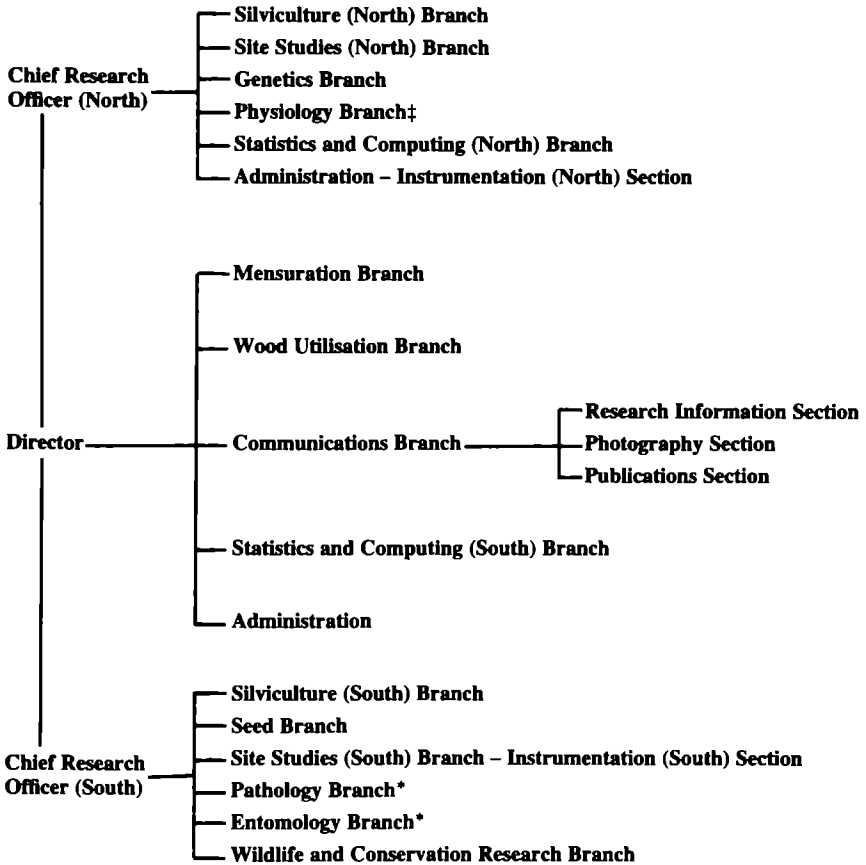 Silviculture (North) Branch
Site Studies (North) Branch
Chief Research
Officer (North)
Genetics Branch
Physiology Branch‡
Statistics and Computing (North) Branch
Administration – Instrumentation (North) Section
Mensuration Branch
Wood Utilisation Branch
Director
Communications Branch
Research Information Section
Photography Section
Publications Section
Statistics and Computing (South) Branch
Administration
Silviculture (South) Branch
Seed Branch
Chief Research
Officer (South)
Site Studies (South) Branch – Instrumentation (South) Section
Pathology Branch*
Entomology Branch*
Wildlife and Conservation Research Branch